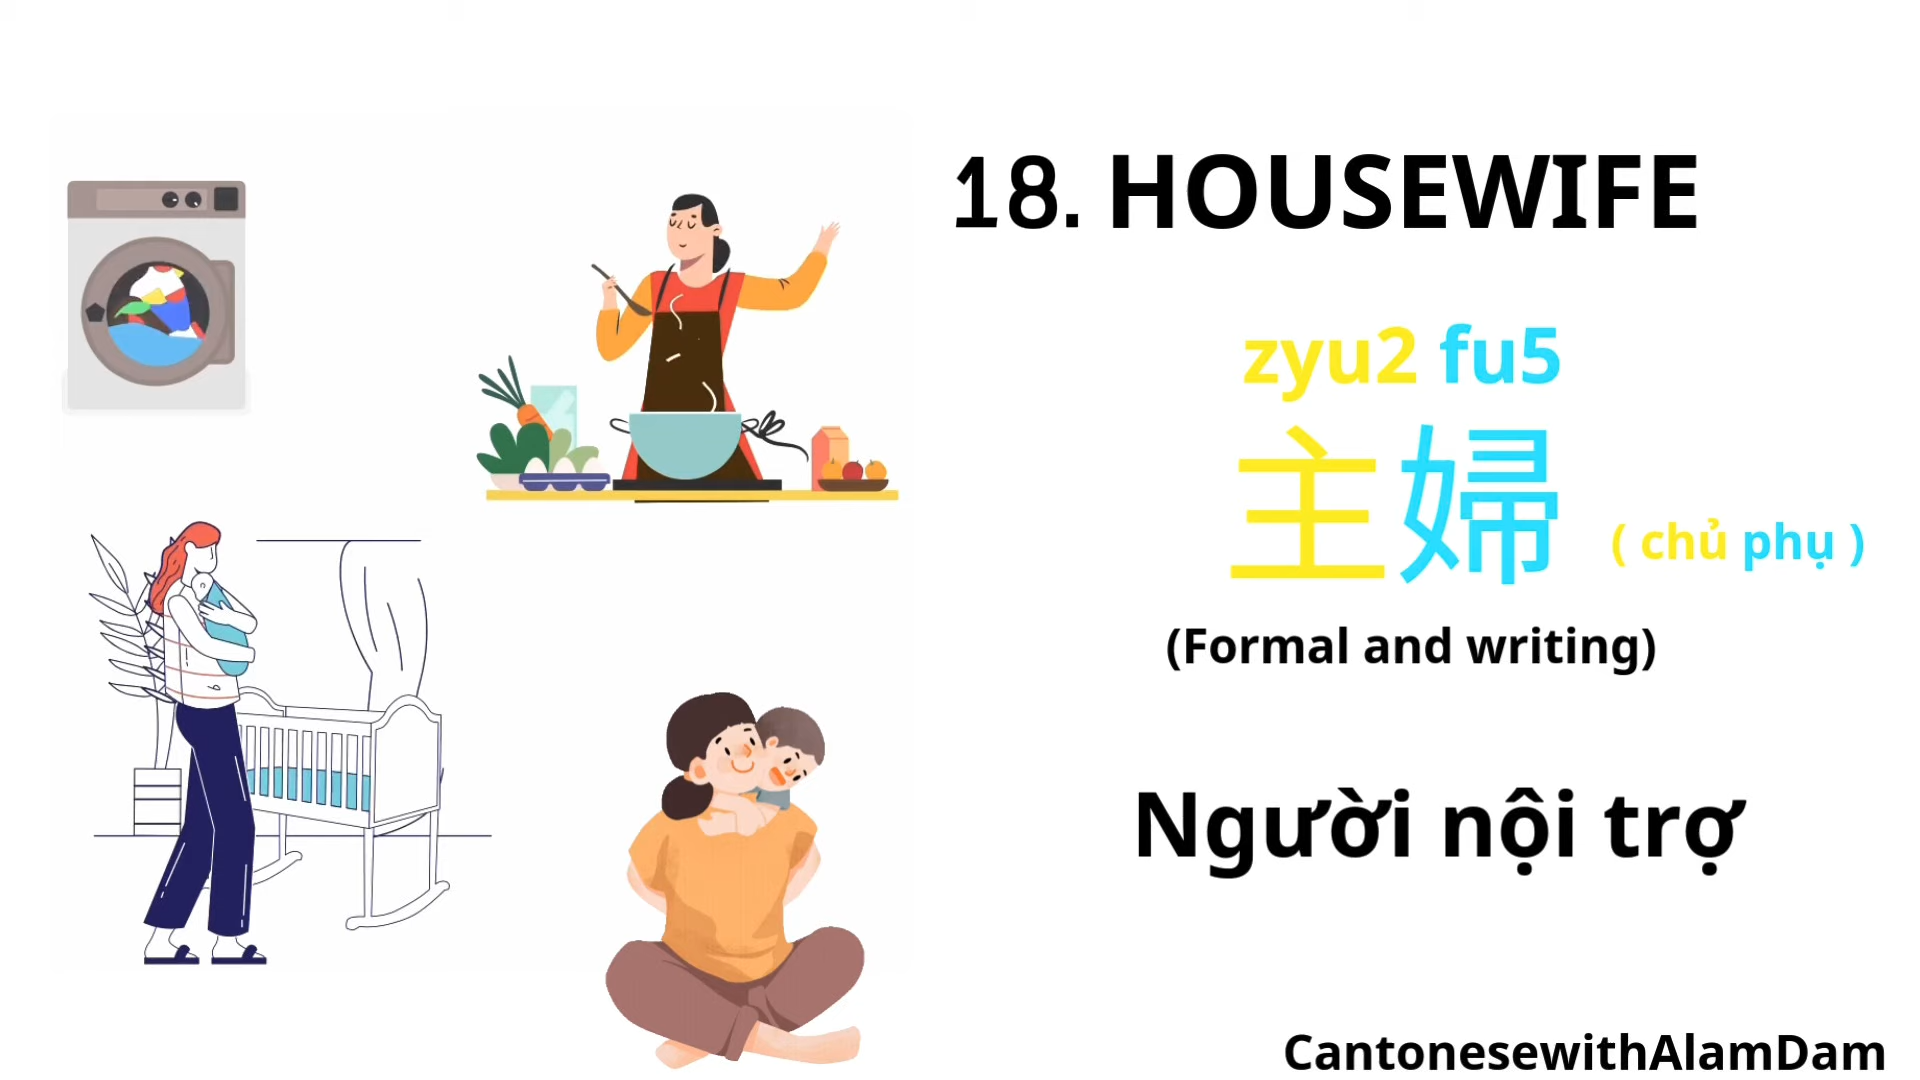 18. HOUSEWIFE
zyu2 fu5
主婦 ( chủ phụ )
(Formal and writing)
Người nội trợ
CantonesewithAlamDam